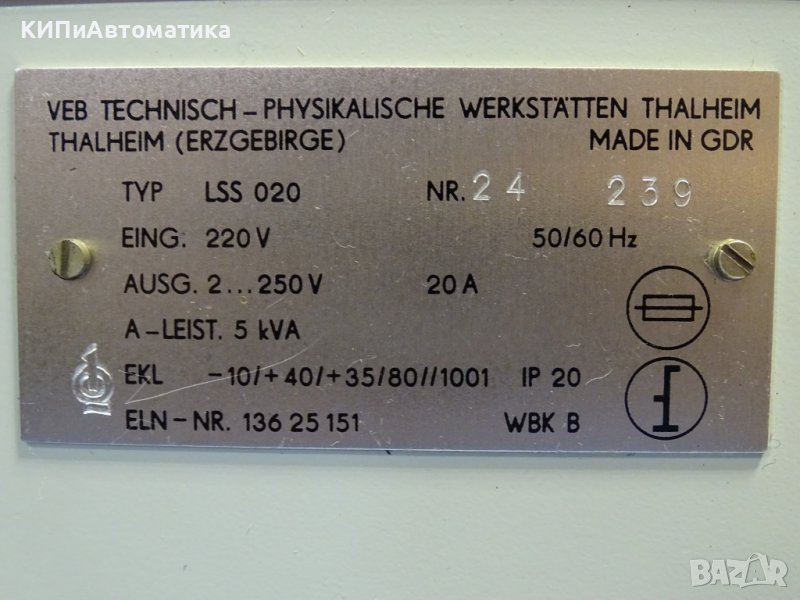 КИПиАвтоматика
VEB TECHNISCH-PHYSIKALISCHE WERKSTÄTTEN THALHEIM
THALHEIM (ERZGEBIRGE) MADE IN GDR
TYP LSS 020 NR. 24 239
EING. 220 V 50/60 Hz
AUSG. 2...250 V 20 A
A-LEIST. 5 kVA
EKL -10/+40/+35/80//1001 IP 20
ELN-NR. 136 25 151 WBK B
BAZAR